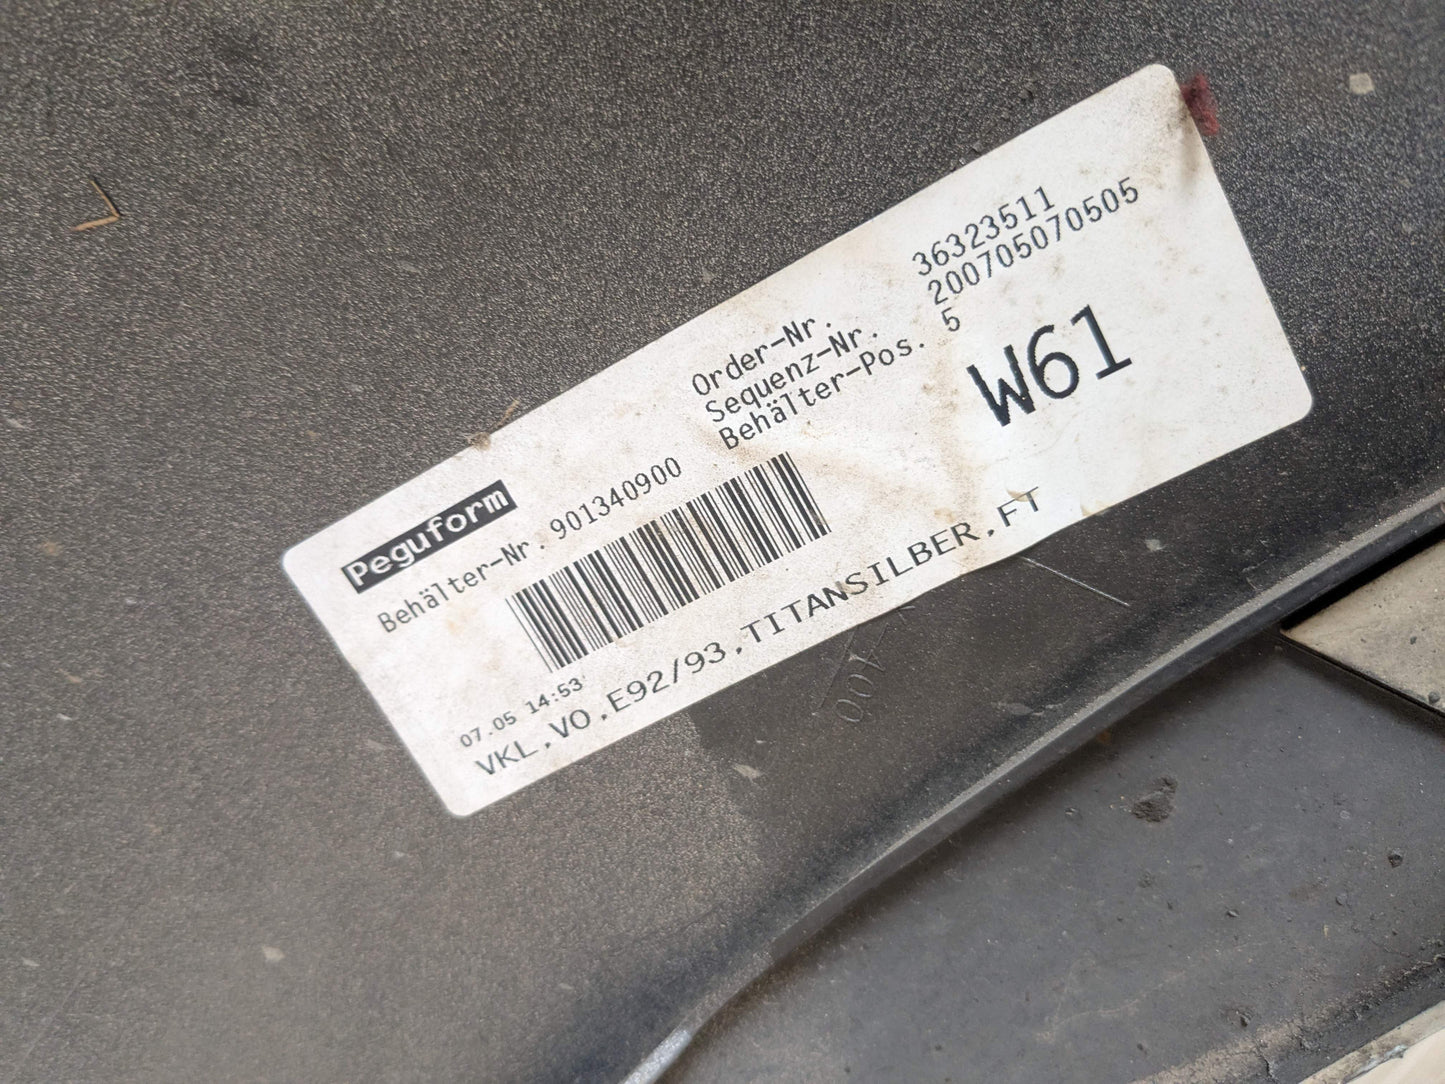 Peguform
Behälter-Nr. 901340900
Order-Nr. 36323511
Sequenz-Nr. 200705070505
Behälter-Pos. 5
W61
07.05 14:53
VKL,VO,E92/93,TITANSILBER,FT